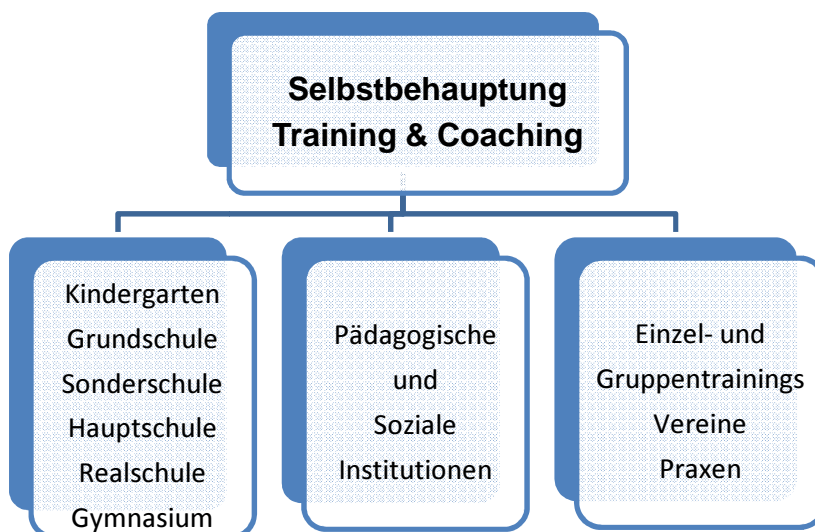 Selbstbehauptung
Training & Coaching
Kindergarten
Grundschule
Sonderschule
Hauptschule
Realschule
Gymnasium
Pädagogische
und
Soziale
Institutionen
Einzel- und
Gruppentrainings
Vereine
Praxen